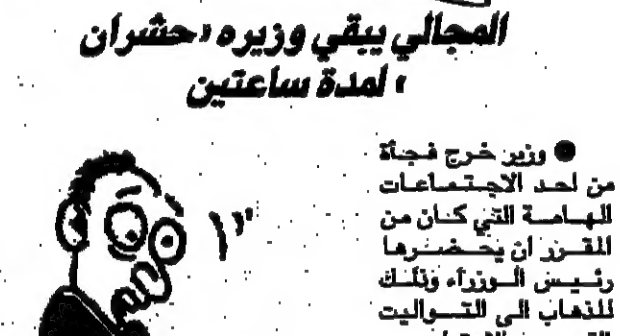 المجالي يبقي وزيره «حشران
» لمدة ساعتين
● وزير خرج فجأة
من احد الاجتماعات
الهامة التي كان من
المقرر ان يحضرها
رئيس الوزراء وذلك
للذهاب الى التواليت